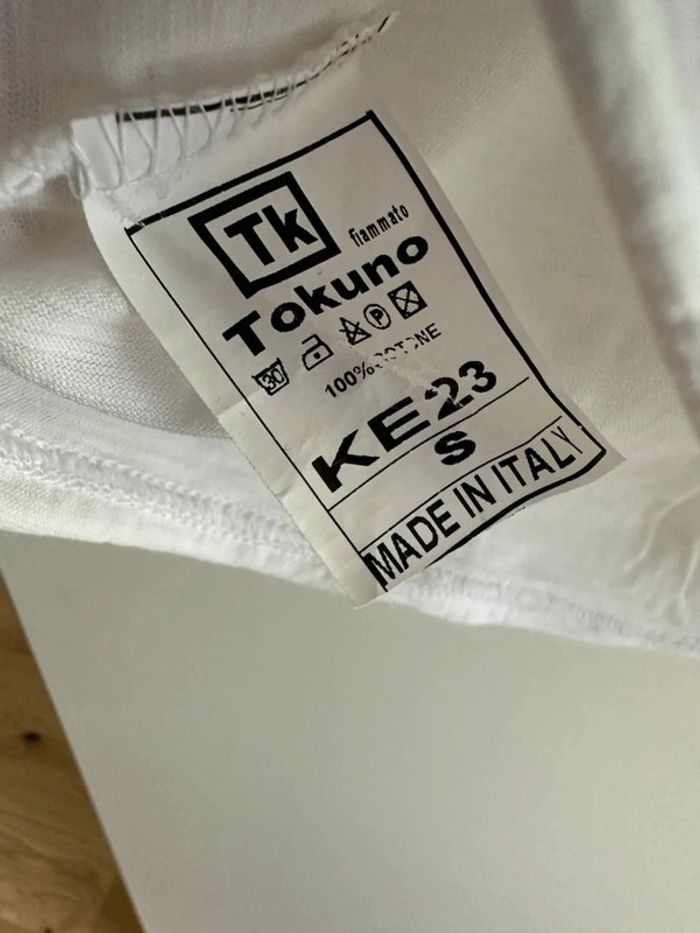 Tk
fiammato
Tokuno
30 P
100% COTONE
KE23
S
MADE IN ITALY